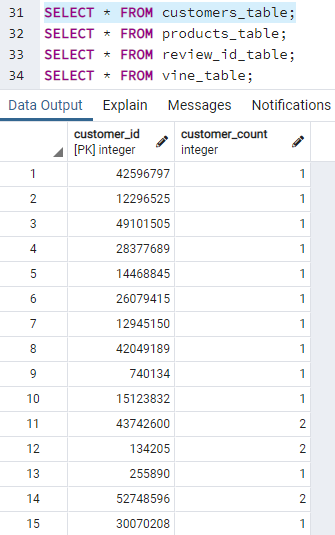 31 SELECT * FROM customers_table;
32 SELECT * FROM products_table;
33 SELECT * FROM review_id_table;
34 SELECT * FROM vine_table;
Data Output Explain Messages Notifications
customer_id customer_count
[PK] integer integer
1 42596797 1
2 12296525 1
3 49101505 1
4 28377689 1
5 14468845 1
6 26079415 1
7 12945150 1
8 42049189 1
9 740134 1
10 15123832 1
11 43742600 2
12 134205 2
13 255890 1
14 52748596 2
15 30070208 1